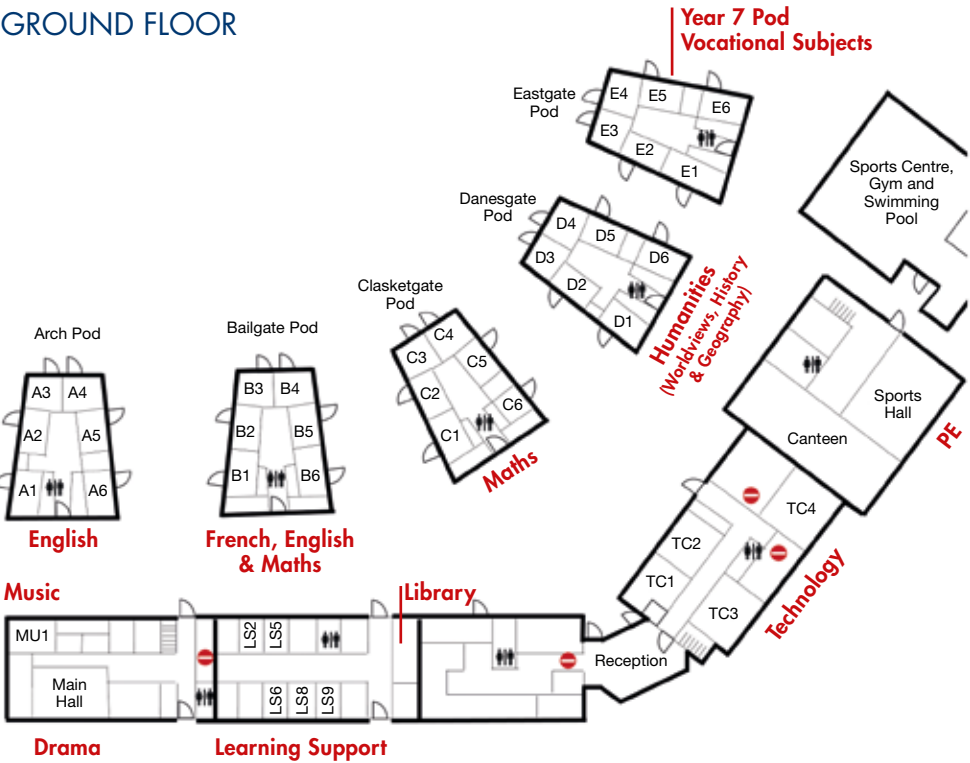 GROUND FLOOR
Year 7 Pod
Vocational Subjects
Eastgate
Pod
E4
E5
E6
E3
E2
E1
Sports Centre,
Gym and
Swimming
Pool
Danesgate
Pod
D4
D5
D6
D3
D2
D1
Humanities
(Worldviews, History
& Geography)
Clasketgate
Pod
C4
C3
C5
C2
C6
C1
Maths
Arch Pod
A3
A4
A2
A5
A1
A6
English
Bailgate Pod
B3
B4
B2
B5
B1
B6
French, English
& Maths
Sports
Hall
Canteen
PE
TC4
TC2
TC1
TC3
Technology
Music
Library
MU1
LS2
LS5
Main
Hall
LS6
LS8
LS9
Reception
Drama
Learning Support